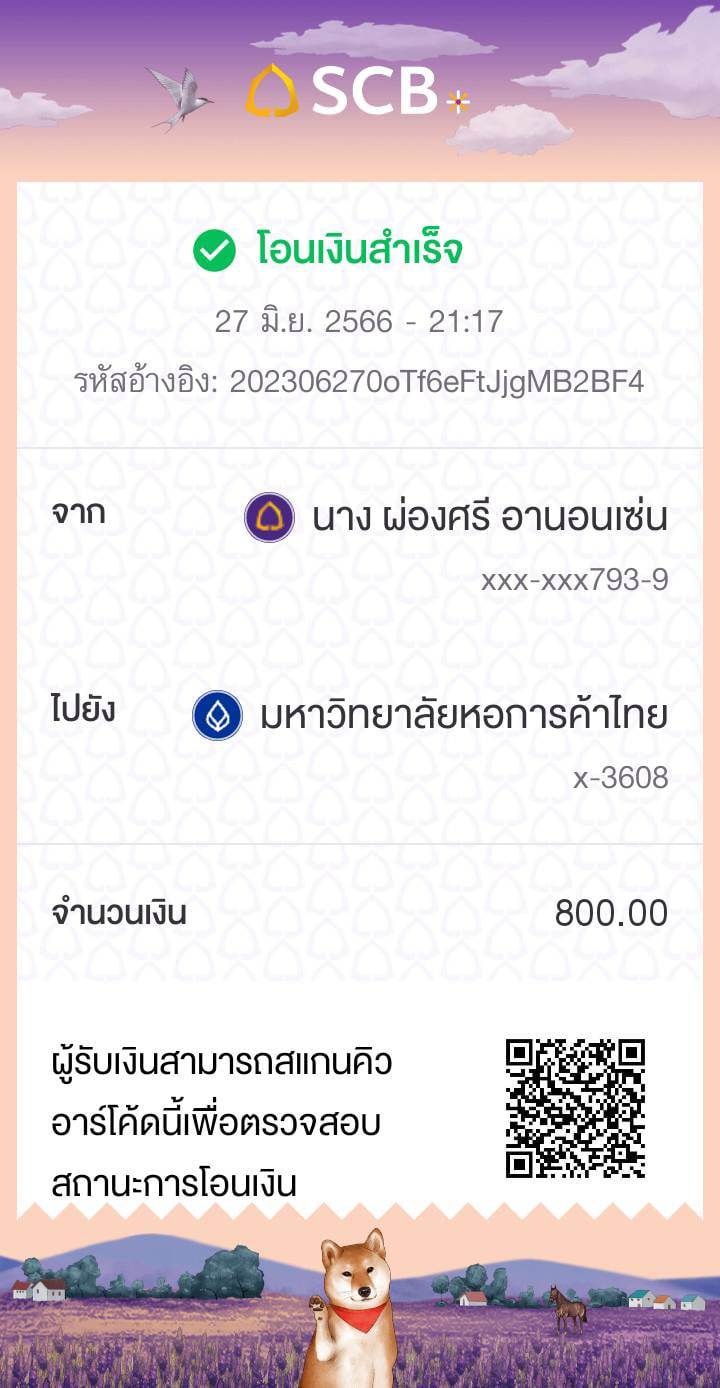 SCB
โอนเงินสำเร็จ
27 มิ.ย. 2566 - 21:17
รหัสอ้างอิง: 202306270oTf6eFtJjgMB2BF4
จาก นาง ผ่องศรี อานอนเซ่น
xxx-xxx793-9
ไปยัง มหาวิทยาลัยหอการค้าไทย
x-3608
จำนวนเงิน 800.00
ผู้รับเงินสามารถสแกนคิว
อาร์โค้ดนี้เพื่อตรวจสอบ
สถานะการโอนเงิน